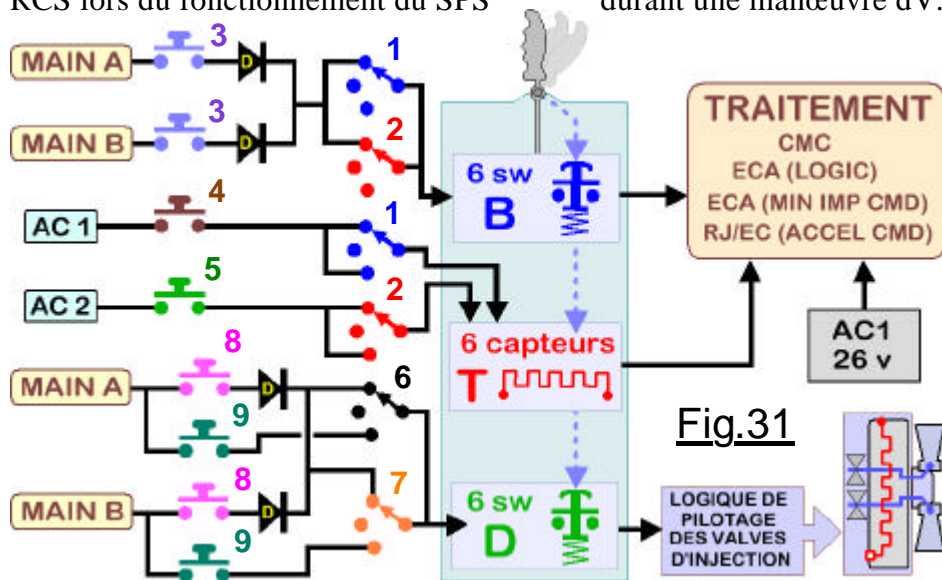 RCS lors du fonctionnement du SPS
durant une manœuvre dV.
MAIN A
3
D
1
MAIN B
3
D
2
4
AC 1
1
5
AC 2
2
MAIN A
8
D
6
9
MAIN B
8
D
7
9
6 sw
B
6 capteurs
T
6 sw
D
TRAITEMENT
CMC
ECA (LOGIC)
ECA (MIN IMP CMD)
RJ/EC (ACCEL CMD)
AC1
26 v
Fig.31
LOGIQUE DE
PILOTAGE
DES VALVES
D'INJECTION